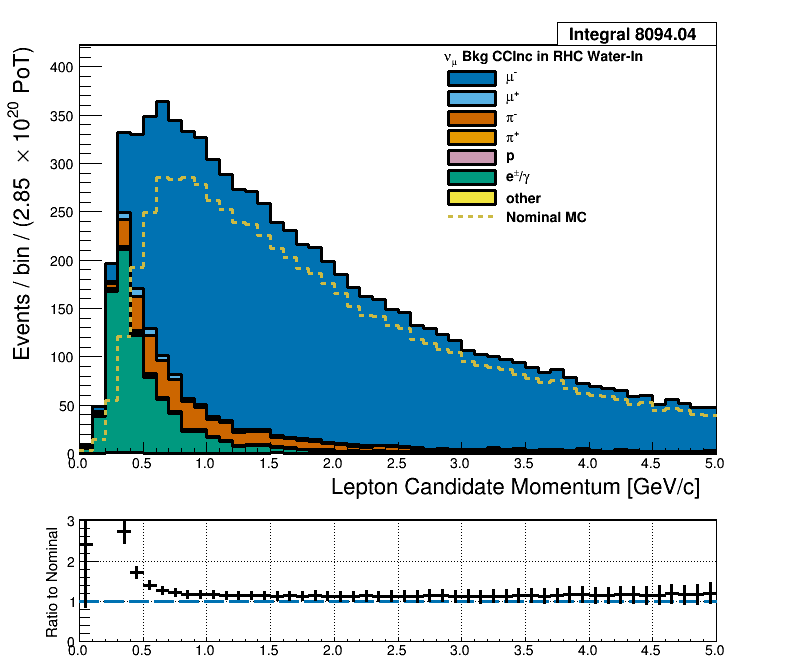 Integral 8094.04
νμ Bkg CCInc in RHC Water-In
μ-
μ+
π-
π+
p
e±/γ
other
Nominal MC
Events / bin / (2.85 × 10^20 PoT)
400
350
300
250
200
150
100
50
0
0.0 0.5 1.0 1.5 2.0 2.5 3.0 3.5 4.0 4.5 5.0
Lepton Candidate Momentum [GeV/c]
Ratio to Nominal
3
2
1
0
0.0 0.5 1.0 1.5 2.0 2.5 3.0 3.5 4.0 4.5 5.0